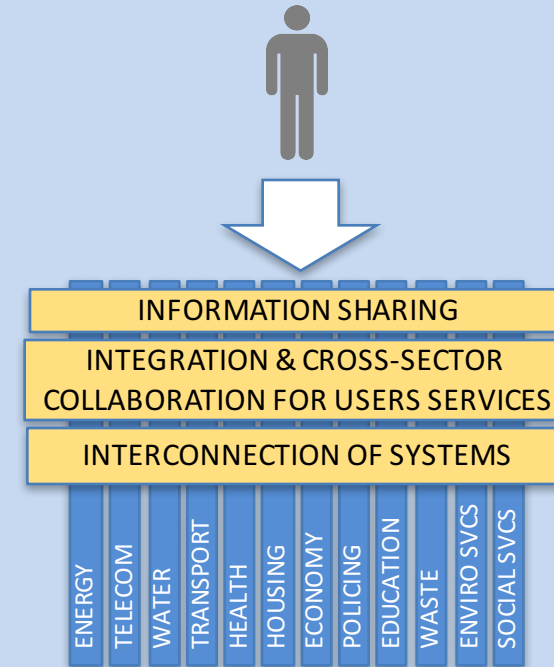 INFORMATION SHARING
INTEGRATION & CROSS-SECTOR
COLLABORATION FOR USERS SERVICES
INTERCONNECTION OF SYSTEMS
ENERGY
TELECOM
WATER
TRANSPORT
HEALTH
HOUSING
ECONOMY
POLICING
EDUCATION
WASTE
ENVIRO SVCS
SOCIAL SVCS